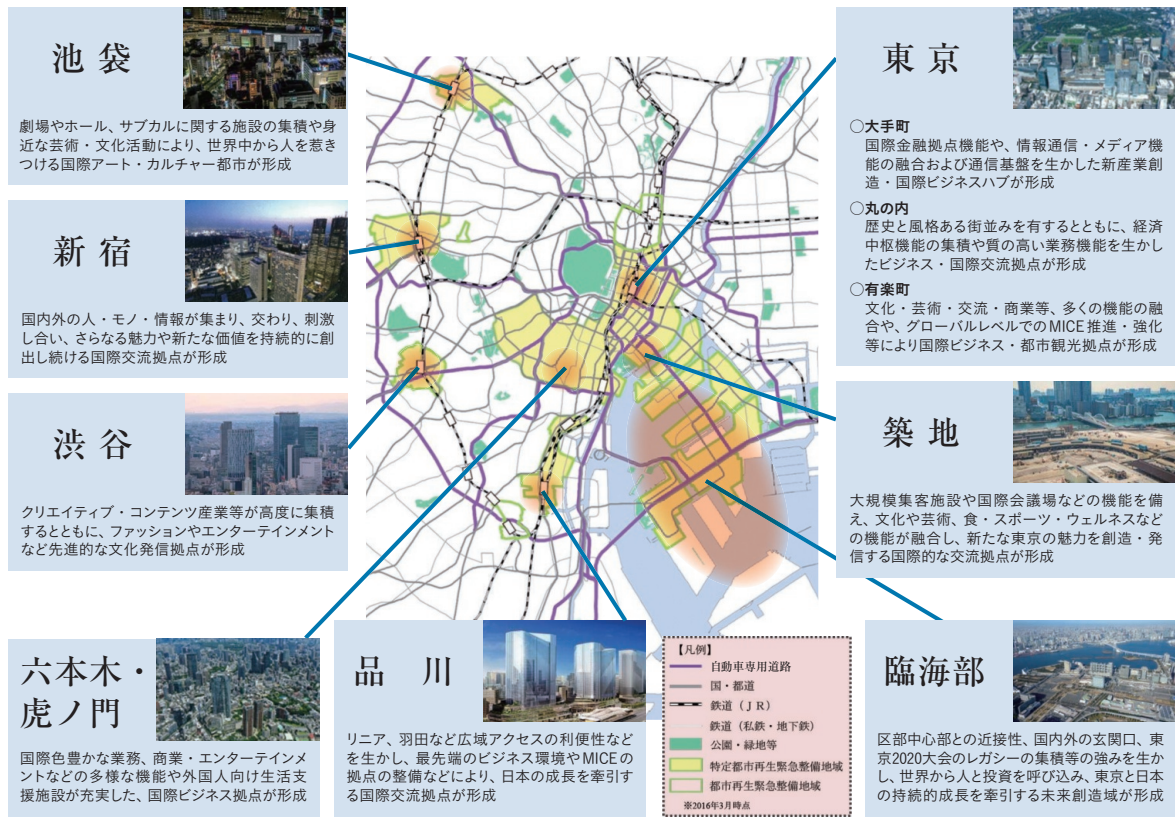 池袋
劇場やホール、サブカルに関する施設の集積や身
近な芸術・文化活動により、世界中から人を惹き
つける国際アート・カルチャー都市が形成
新宿
国内外の人・モノ・情報が集まり、交わり、刺激
し合い、さらなる魅力や新たな価値を持続的に創
出し続ける国際交流拠点が形成
渋谷
クリエイティブ・コンテンツ産業等が高度に集積
するとともに、ファッションやエンターテインメント
など先進的な文化発信拠点が形成
六本木・
虎ノ門
国際色豊かな業務、商業・エンターテインメ
ントなどの多様な機能や外国人向け生活支
援施設が充実した、国際ビジネス拠点が形成
品川
リニア、羽田など広域アクセスの利便性など
を生かし、最先端のビジネス環境やMICEの
拠点の整備などにより、日本の成長を牽引す
る国際交流拠点が形成
【凡例】
自動車専用道路
国・都道
鉄道（JR）
鉄道（私鉄・地下鉄）
公園・緑地等
特定都市再生緊急整備地域
都市再生緊急整備地域
※2016年3月時点
東京
○大手町
国際金融拠点機能や、情報通信・メディア機
能の融合および通信基盤を生かした新産業創
造・国際ビジネスハブが形成
○丸の内
歴史と風格ある街並みを有するとともに、経済
中枢機能の集積や質の高い業務機能を生かし
たビジネス・国際交流拠点が形成
○有楽町
文化・芸術・交流・商業等、多くの機能の融
合や、グローバルレベルでのMICE推進・強化
等により国際ビジネス・都市観光拠点が形成
築地
大規模集客施設や国際会議場などの機能を備
え、文化や芸術、食・スポーツ・ウェルネスなど
の機能が融合し、新たな東京の魅力を創造・発
信する国際的な交流拠点が形成
臨海部
区部中心部との近接性、国内外の玄関口、東
京2020大会のレガシーの集積等の強みを生か
し、世界から人と投資を呼び込み、東京と日本
の持続的成長を牽引する未来創造域が形成